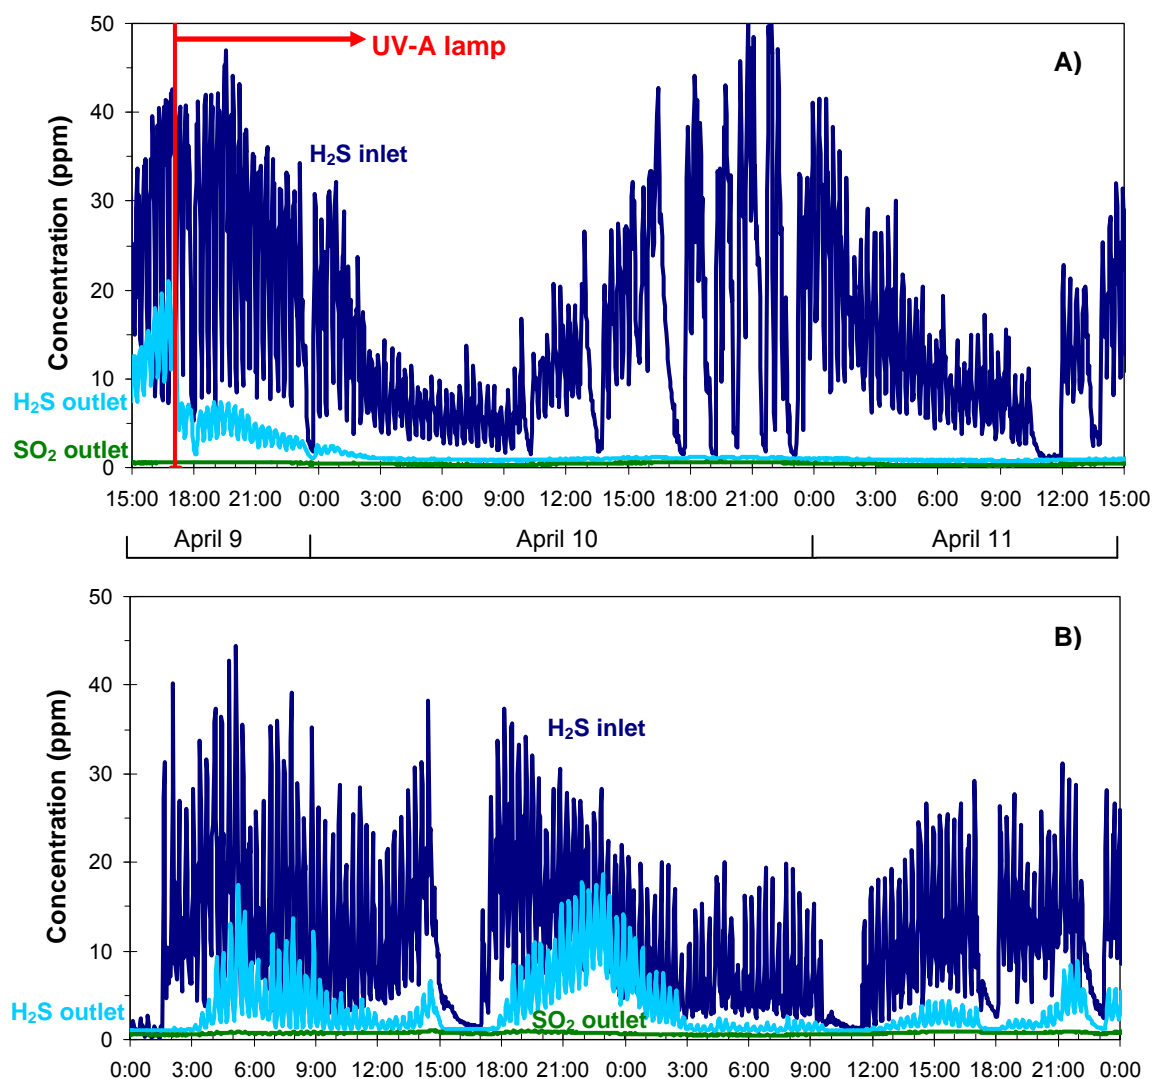 50
UV-A lamp
A)
40
H₂S inlet
30
Concentration (ppm)
20
10
H₂S outlet
SO₂ outlet
0
15:00 18:00 21:00 0:00 3:00 6:00 9:00 12:00 15:00 18:00 21:00 0:00 3:00 6:00 9:00 12:00 15:00
April 9 April 10 April 11
50
B)
40
H₂S inlet
30
Concentration (ppm)
20
10
H₂S outlet
SO₂ outlet
0
0:00 3:00 6:00 9:00 12:00 15:00 18:00 21:00 0:00 3:00 6:00 9:00 12:00 15:00 18:00 21:00 0:00